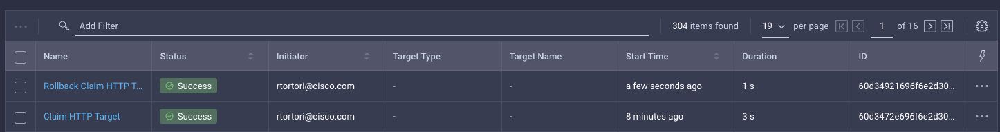 Add Filter 304 items found 19 per page 1 of 16
Name Status Initiator Target Type Target Name Start Time Duration ID
Rollback Claim HTTP T... Success rtortori@cisco.com - - a few seconds ago 1 s 60d34921696f6e2d30...
Claim HTTP Target Success rtortori@cisco.com - - 8 minutes ago 3 s 60d3472e696f6e2d30...